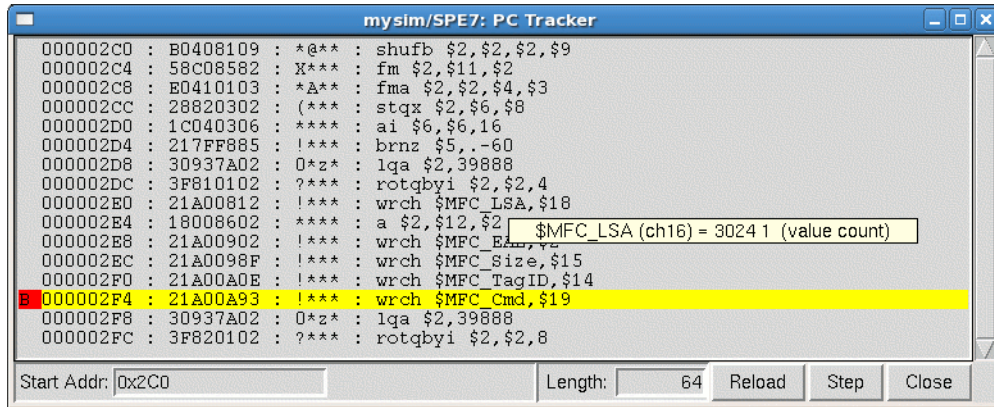 mysim/SPE7: PC Tracker
000002C0 : B0408109 : *@** : shufb $2,$2,$2,$9
000002C4 : 58C08582 : X*** : fm $2,$11,$2
000002C8 : E0410103 : *A** : fma $2,$2,$4,$3
000002CC : 28820302 : (*** : stqx $2,$6,$8
000002D0 : 1C040306 : **** : ai $6,$6,16
000002D4 : 217FF885 : !*** : brnz $5,.-60
000002D8 : 30937A02 : 0*z* : lqa $2,39888
000002DC : 3F810102 : ?*** : rotqbyi $2,$2,4
000002E0 : 21A00812 : !*** : wrch $MFC_LSA,$18
000002E4 : 18008602 : **** : a $2,$12,$2
$MFC_LSA (ch16) = 3024 1 (value count)
000002E8 : 21A00902 : !*** : wrch $MFC_EAL,$2
000002EC : 21A0098F : !*** : wrch $MFC_Size,$15
000002F0 : 21A00A0E : !*** : wrch $MFC_TagID,$14
B 000002F4 : 21A00A93 : !*** : wrch $MFC_Cmd,$19
000002F8 : 30937A02 : 0*z* : lqa $2,39888
000002FC : 3F820102 : ?*** : rotqbyi $2,$2,8
Start Addr: 0x2C0 Length: 64 Reload Step Close